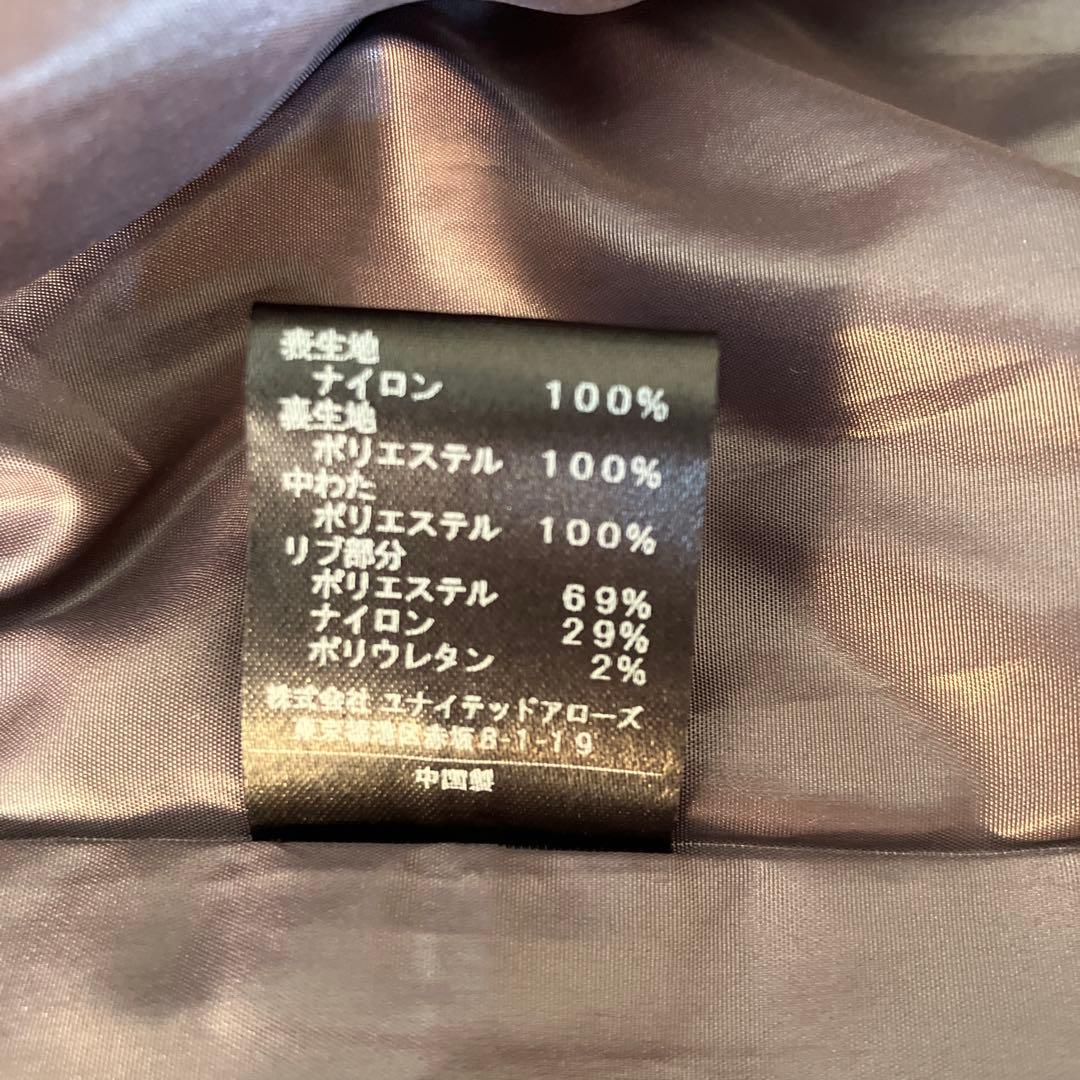 表生地
ナイロン 100%
裏生地
ポリエステル 100%
中わた
ポリエステル 100%
リブ部分
ポリエステル 69%
ナイロン 29%
ポリウレタン 2%
株式会社 ユナイテッドアローズ
東京都港区赤坂8-1-19
中国製